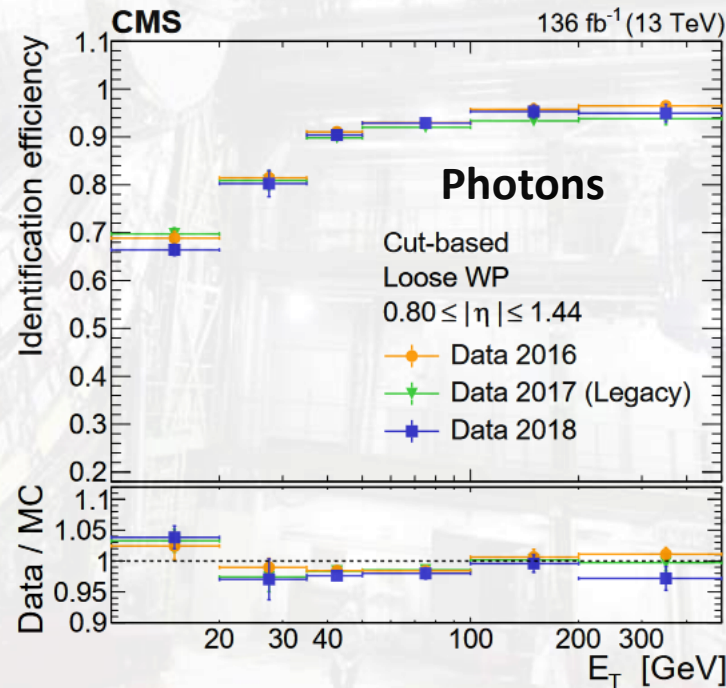 CMS 136 fb⁻¹ (13 TeV)
Identification efficiency
1.1
1
0.9
0.8
0.7
0.6
0.5
0.4
0.3
0.2
Photons
Cut-based
Loose WP
0.80 ≤ |η| ≤ 1.44
Data 2016
Data 2017 (Legacy)
Data 2018
Data / MC
1.1
1.05
1
0.95
0.9
20 30 40 100 200 300
E_T [GeV]